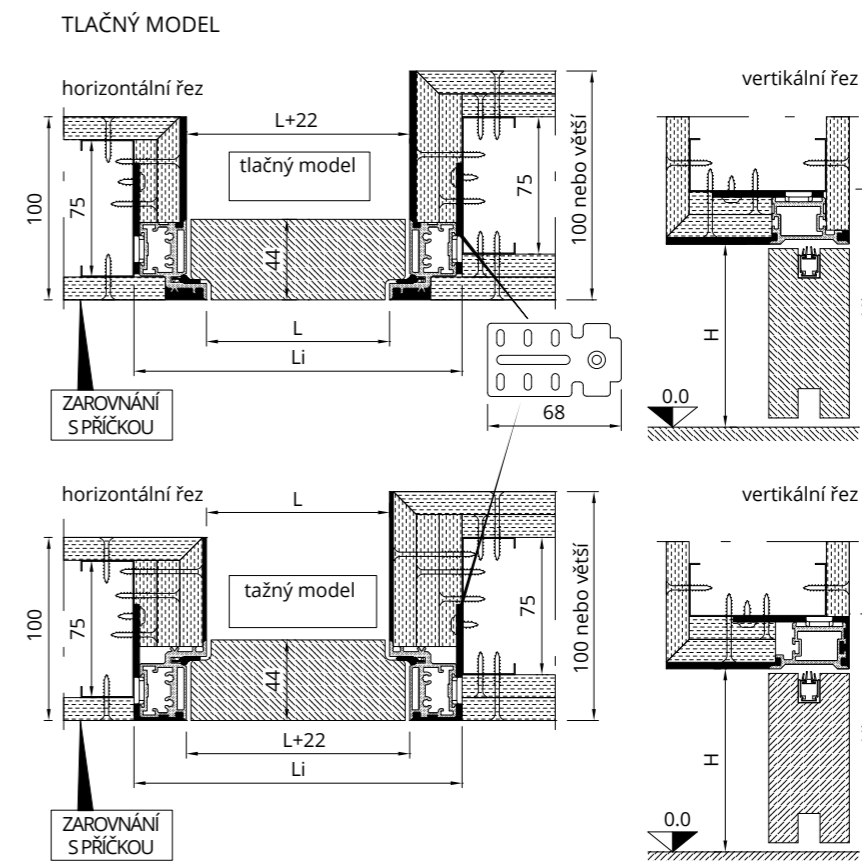 TLAČNÝ MODEL
horizontální řez
vertikální řez
L+22
tlačný model
100
75
44
75
100 nebo větší
L
Li
H
68
ZAROVNÁNÍ
S PŘÍČKOU
0.0
horizontální řez
vertikální řez
L
tažný model
100
75
44
75
100 nebo větší
L+22
Li
H
ZAROVNÁNÍ
S PŘÍČKOU
0.0